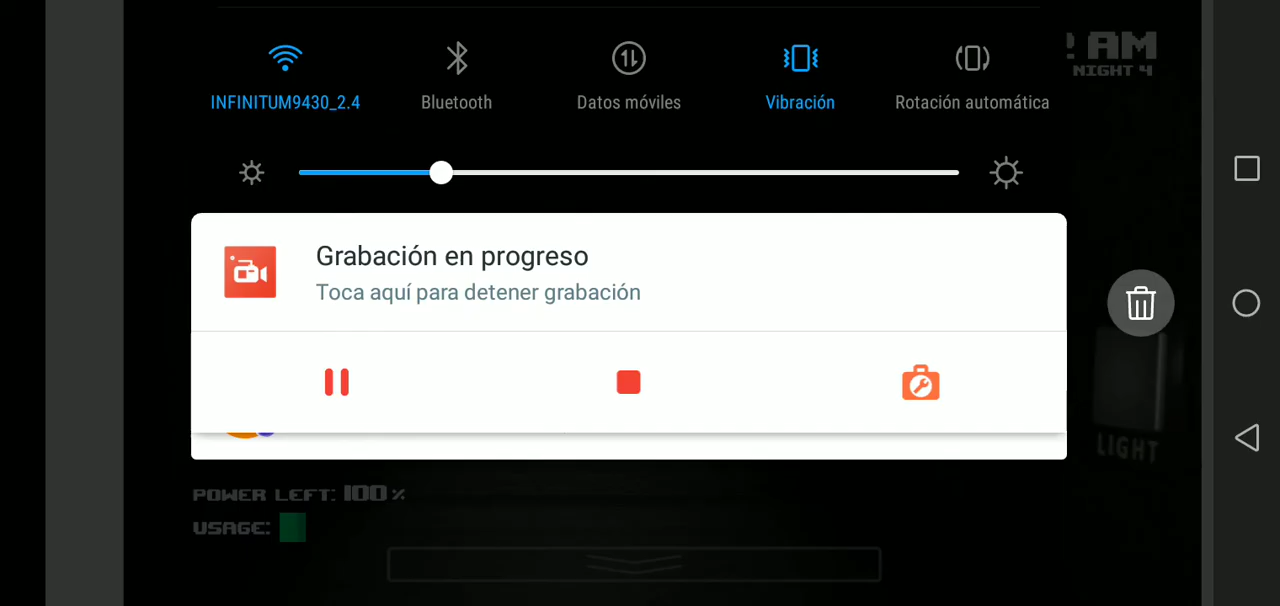 AM
NIGHT 4
INFINITUM9430_2.4
Bluetooth
Datos móviles
Vibración
Rotación automática
Grabación en progreso
Toca aquí para detener grabación
LIGHT
POWER LEFT: 100 %
USAGE: